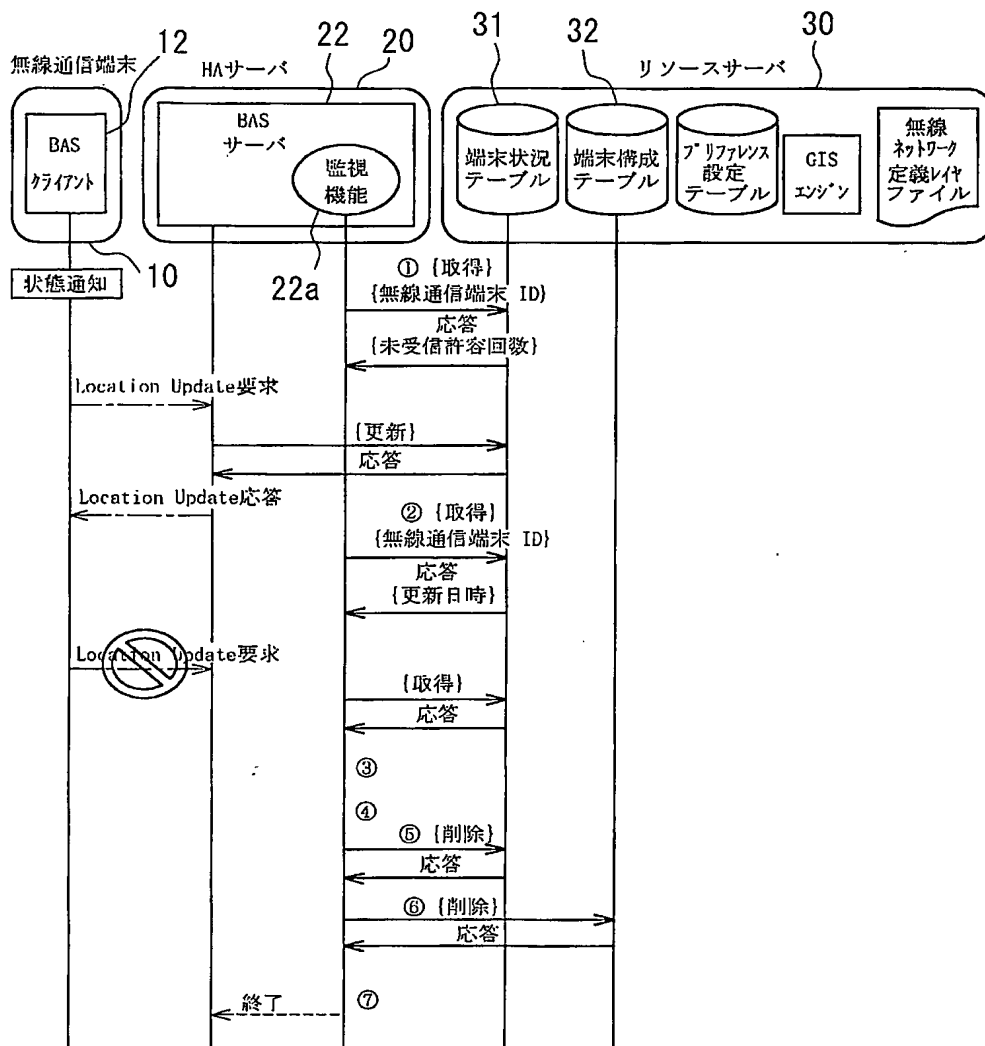 31
30
12
22
20
32
無線通信端末
HAサーバ
リソースサーバ
BAS
クライアント
BAS
サーバ
監視
機能
端末状況
テーブル
端末構成
テーブル
プリファレンス
設定
テーブル
GIS
エンジン
無線
ネットワーク
定義レイヤ
ファイル
10
22a
状態通知
① {取得}
{無線通信端末 ID}
応答
{未受信許容回数}
Location Update要求
{更新}
応答
Location Update応答
② {取得}
{無線通信端末 ID}
応答
{更新日時}
Location Update要求
{取得}
応答
③
④
⑤ {削除}
応答
⑥ {削除}
応答
⑦
終了